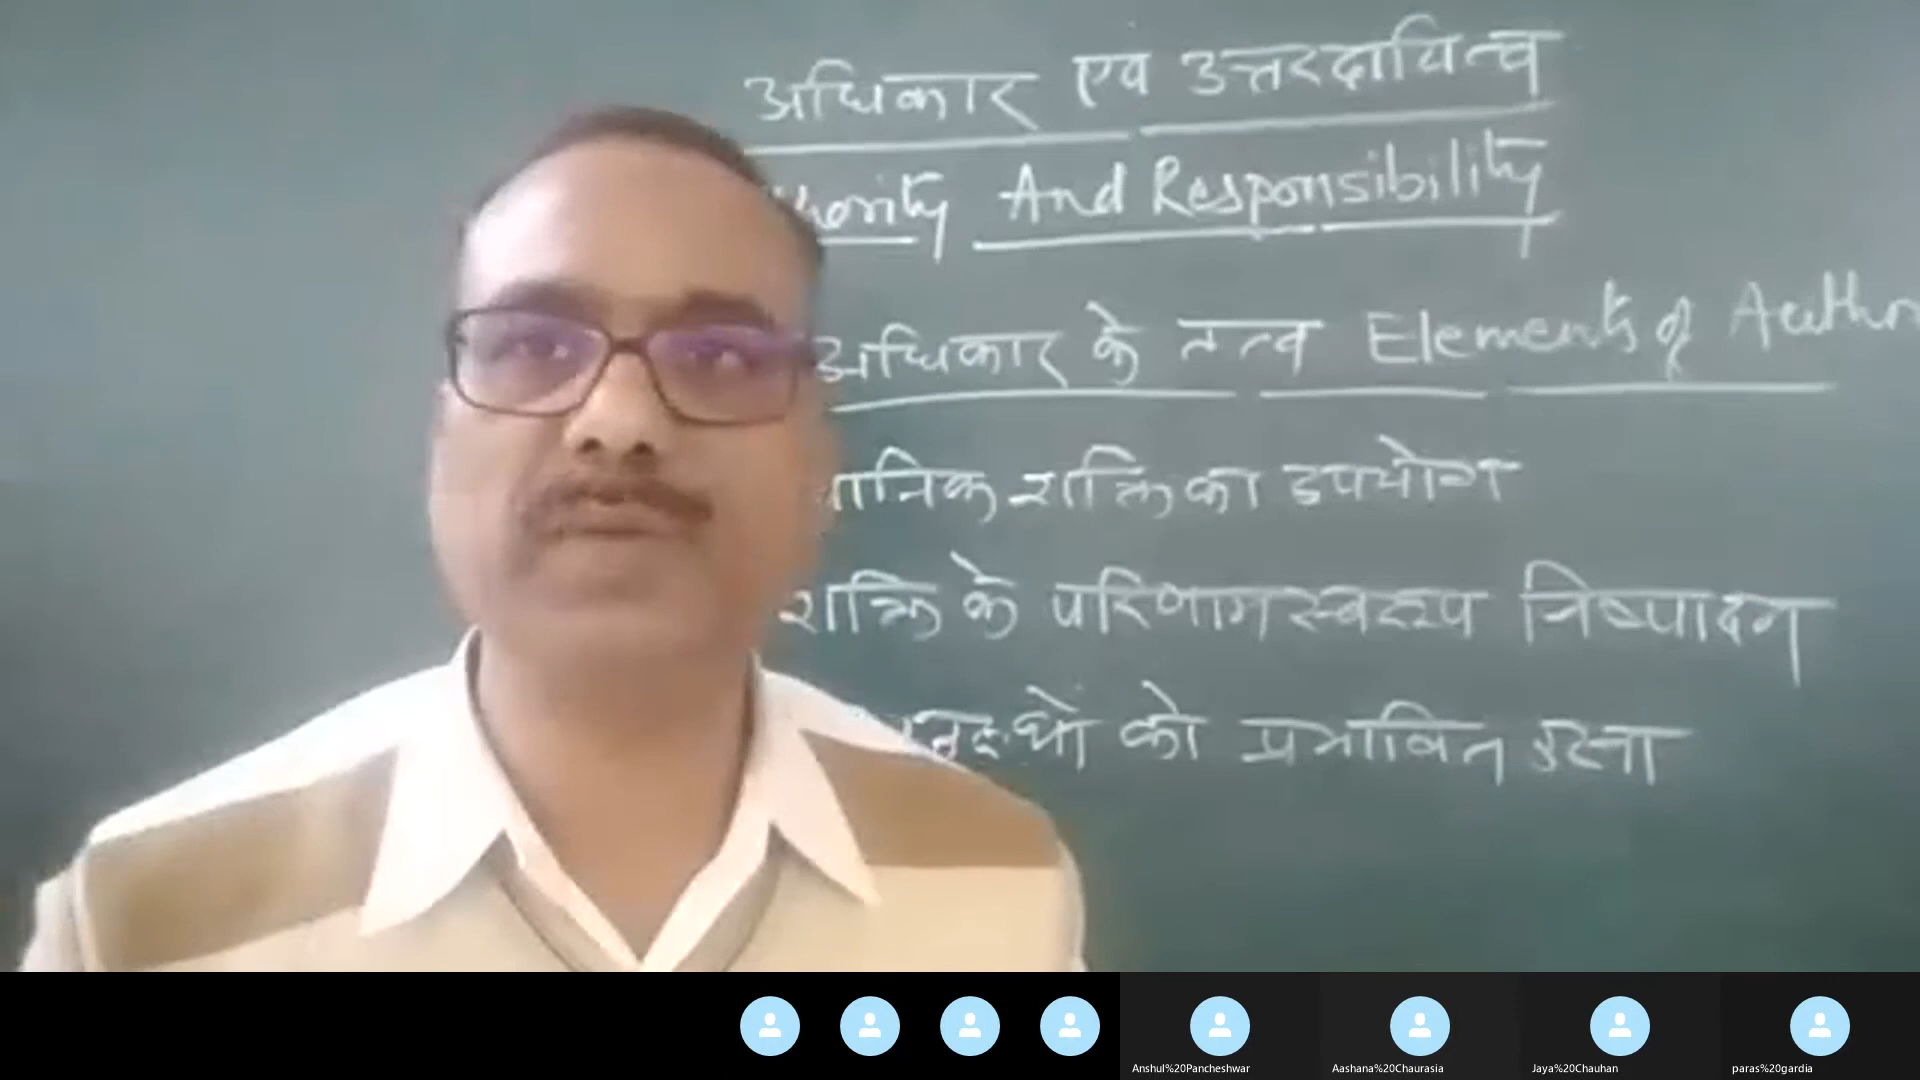 अधिकार एवं उत्तरदायित्व
And Responsibility
अधिकार के तत्व Elements of
शक्ति का उपयोग
शक्ति के परिणामस्वरूप निष्पादन
को प्रभावित करना
Anshul%20Pancheshwar
Aashana%20Chaurasia
Jaya%20Chauhan
paras%20gardia